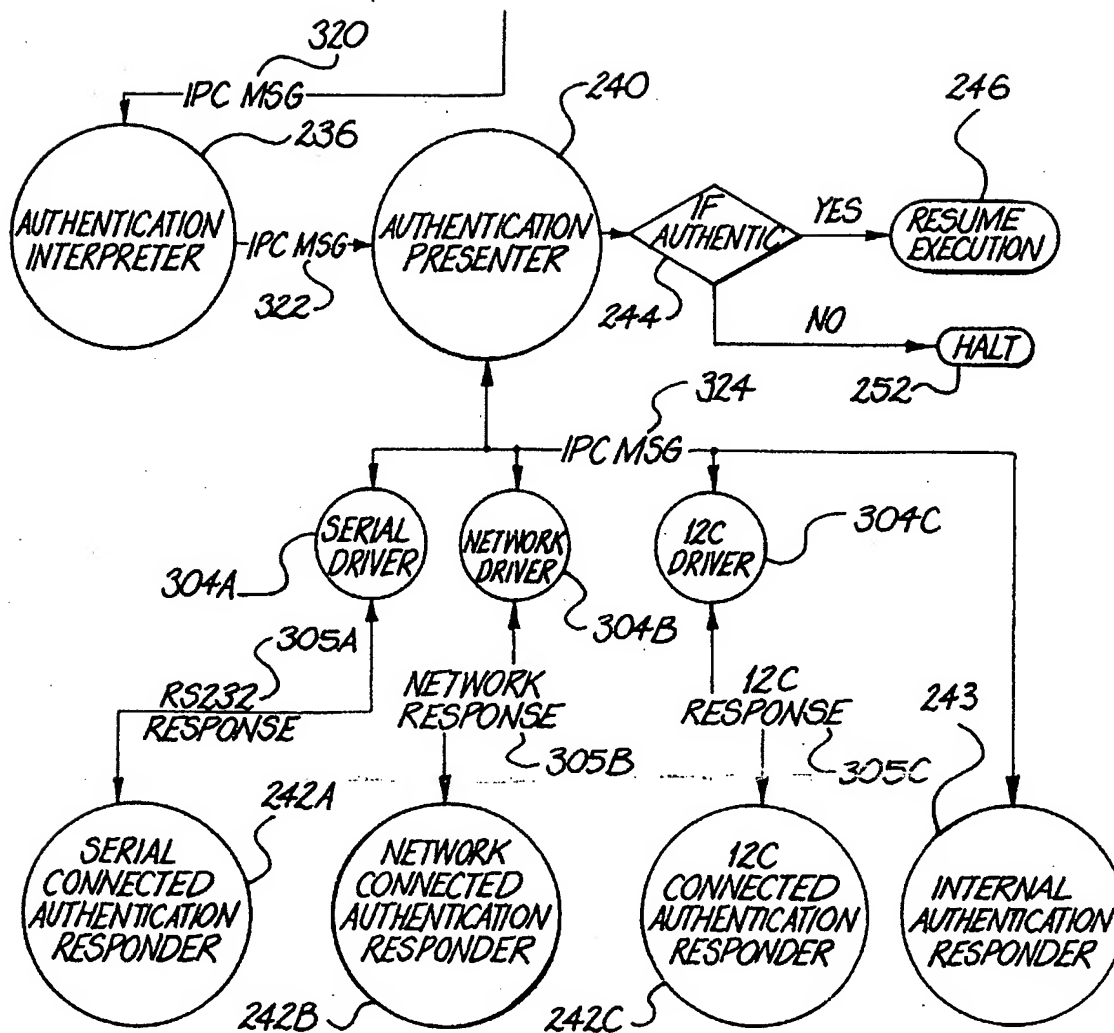 320
IPC MSG
236
240
246
AUTHENTICATION
INTERPRETER
IPC MSG
322
AUTHENTICATION
PRESENTER
IF
AUTHENTIC
244
YES
RESUME
EXECUTION
NO
HALT
252
324
IPC MSG
SERIAL
DRIVER
304A
NETWORK
DRIVER
304B
12C
DRIVER
304C
305A
RS232
RESPONSE
NETWORK
RESPONSE
305B
12C
RESPONSE
305C
243
242A
SERIAL
CONNECTED
AUTHENTICATION
RESPONDER
NETWORK
CONNECTED
AUTHENTICATION
RESPONDER
242B
12C
CONNECTED
AUTHENTICATION
RESPONDER
242C
INTERNAL
AUTHENTICATION
RESPONDER